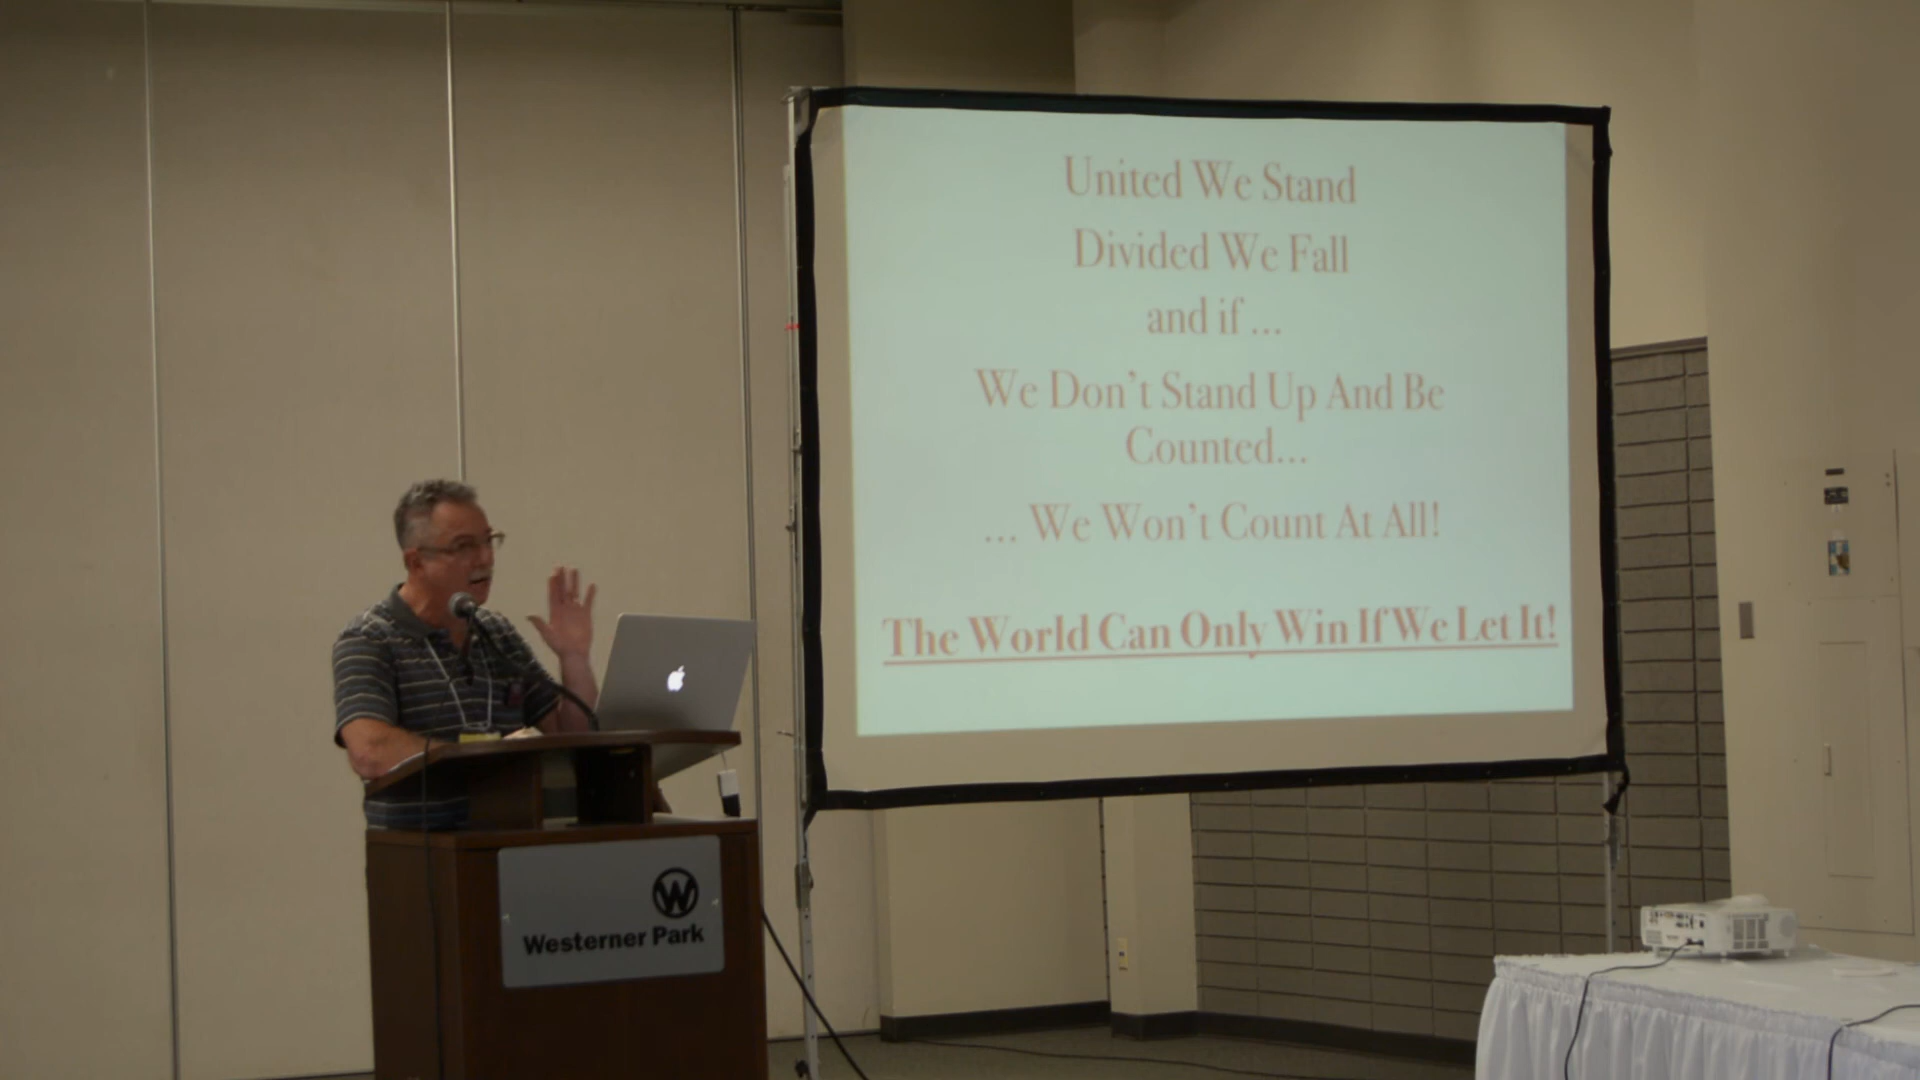 United We Stand
Divided We Fall
and if ...
We Don't Stand Up And Be
Counted...
... We Won't Count At All!
The World Can Only Win If We Let It!
W
Westerner Park